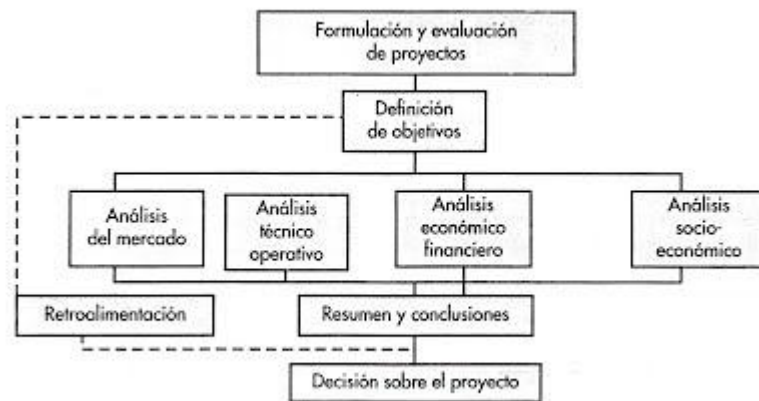 Formulación y evaluación
de proyectos
Definición
de objetivos
Análisis
del mercado
Análisis
técnico
operativo
Análisis
económico
financiero
Análisis
socio-
económico
Retroalimentación
Resumen y conclusiones
Decisión sobre el proyecto